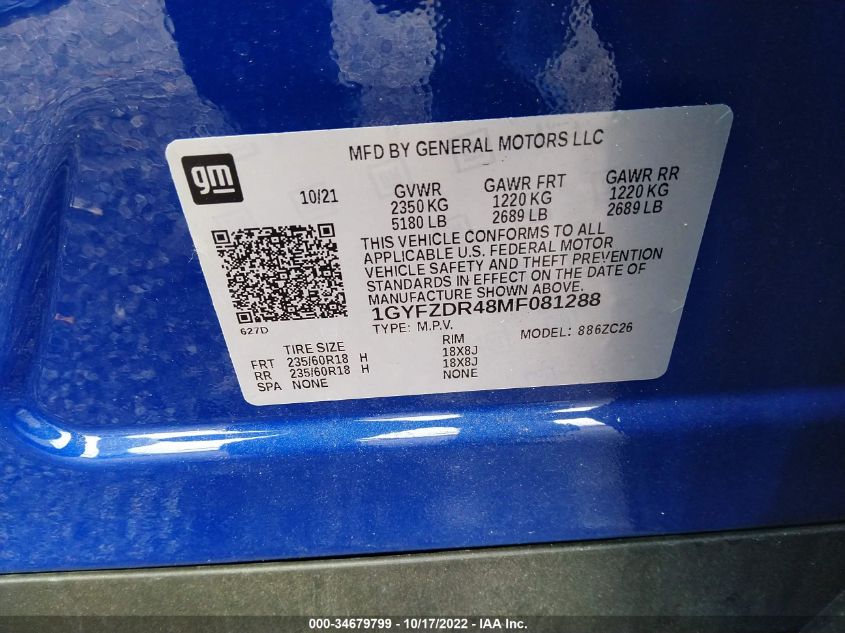 MFD BY GENERAL MOTORS LLC
gm
10/21
GVWR GAWR FRT GAWR RR
2350 KG 1220 KG 1220 KG
5180 LB 2689 LB 2689 LB
THIS VEHICLE CONFORMS TO ALL
APPLICABLE U.S. FEDERAL MOTOR
VEHICLE SAFETY AND THEFT PREVENTION
STANDARDS IN EFFECT ON THE DATE OF
MANUFACTURE SHOWN ABOVE.
1GYFZDR48MF081288
627D
TYPE: M.P.V. MODEL: 886ZC26
TIRE SIZE RIM
FRT 235/60R18 H 18X8J
RR 235/60R18 H 18X8J
SPA NONE NONE
000-34679799 - 10/17/2022 - IAA Inc.